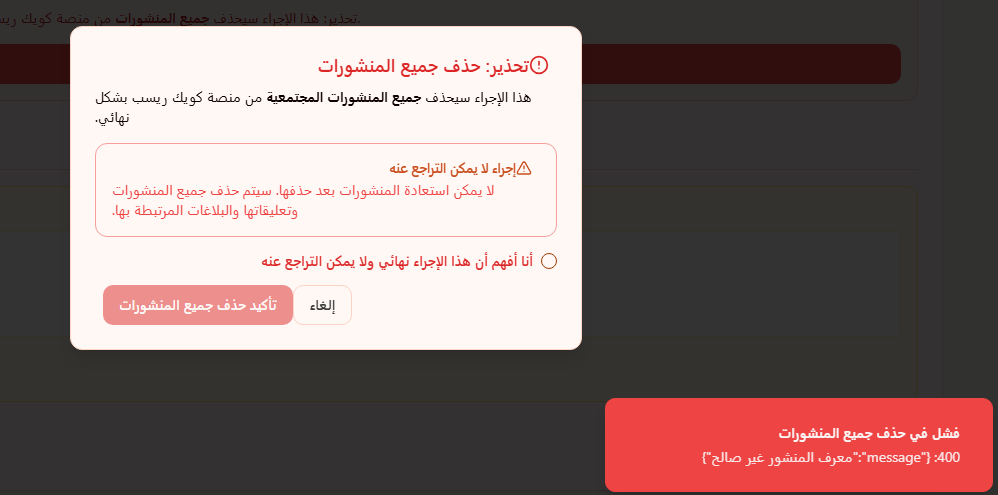 تحذير: هذا الإجراء سيحذف جميع المنشورات من منصة كويك ريس
تحذير: حذف جميع المنشورات
هذا الإجراء سيحذف جميع المنشورات المجتمعية من منصة كويك ريسب بشكل
نهائي.
إجراء لا يمكن التراجع عنه
لا يمكن استعادة المنشورات بعد حذفها. سيتم حذف جميع المنشورات
وتعليقاتها والبلاغات المرتبطة بها.
أنا أفهم أن هذا الإجراء نهائي ولا يمكن التراجع عنه
إلغاء
تأكيد حذف جميع المنشورات
فشل في حذف جميع المنشورات
400: {"message":"معرف المنشور غير صالح"}